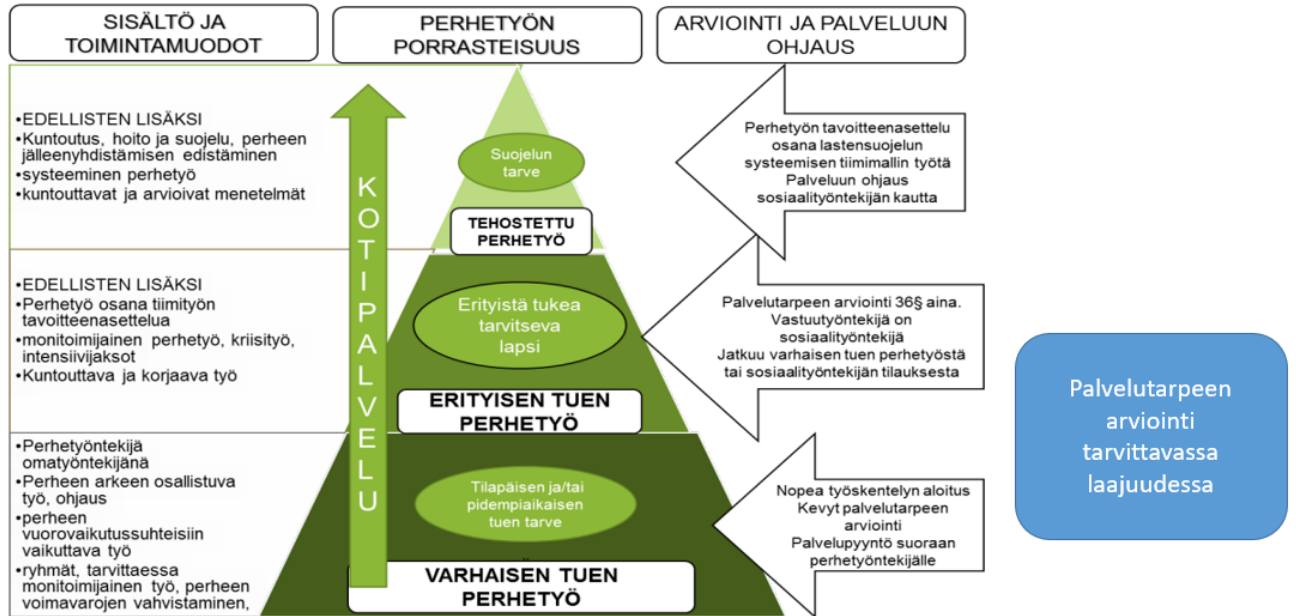 SISÄLTÖ JA
TOIMINTAMUODOT
PERHETYÖN
PORRASTEISUUS
ARVIOINTI JA PALVELUUN
OHJAUS
•EDELLISTEN LISÄKSI
•Kuntoutus, hoito ja suojelu, perheen
jälleenyhdistämisen edistäminen
•systeeminen perhetyö
•kuntouttavat ja arvioivat menetelmät
KOTIPALVELU
Suojelun
tarve
TEHOSTETTU
PERHETYÖ
Perhetyön tavoitteenasettelu
osana lastensuojelun
systeemisen tiimimallin työtä
Palveluun ohjaus
sosiaalityöntekijän kautta
EDELLISTEN LISÄKSI
•Perhetyö osana tiimityön
tavoitteenasettelua
•monitoimijainen perhetyö, kriisityö,
intensiivijaksot
•Kuntouttava ja korjaava työ
Erityistä tukea
tarvitseva
lapsi
ERITYISEN TUEN
PERHETYÖ
Palvelutarpeen arviointi 36§ aina.
Vastuutyöntekijä on
sosiaalityöntekijä
Jatkuu varhaisen tuen perhetyöstä
tai sosiaalityöntekijän tilauksesta
•Perhetyöntekijä
omatyöntekijänä
•Perheen arkeen osallistuva
työ, ohjaus
•perheen
vuorovaikutussuhteisiin
vaikuttava työ
•ryhmät, tarvittaessa
monitoimijainen työ, perheen
voimavarojen vahvistaminen,
Tilapäisen ja/tai
pidempiaikaisen
tuen tarve
VARHAISEN TUEN
PERHETYÖ
Nopea työskentelyn aloitus
Kevyt palvelutarpeen
arviointi
Palvelupyyntö suoraan
perhetyöntekijälle
Palvelutarpeen
arviointi
tarvittavassa
laajuudessa